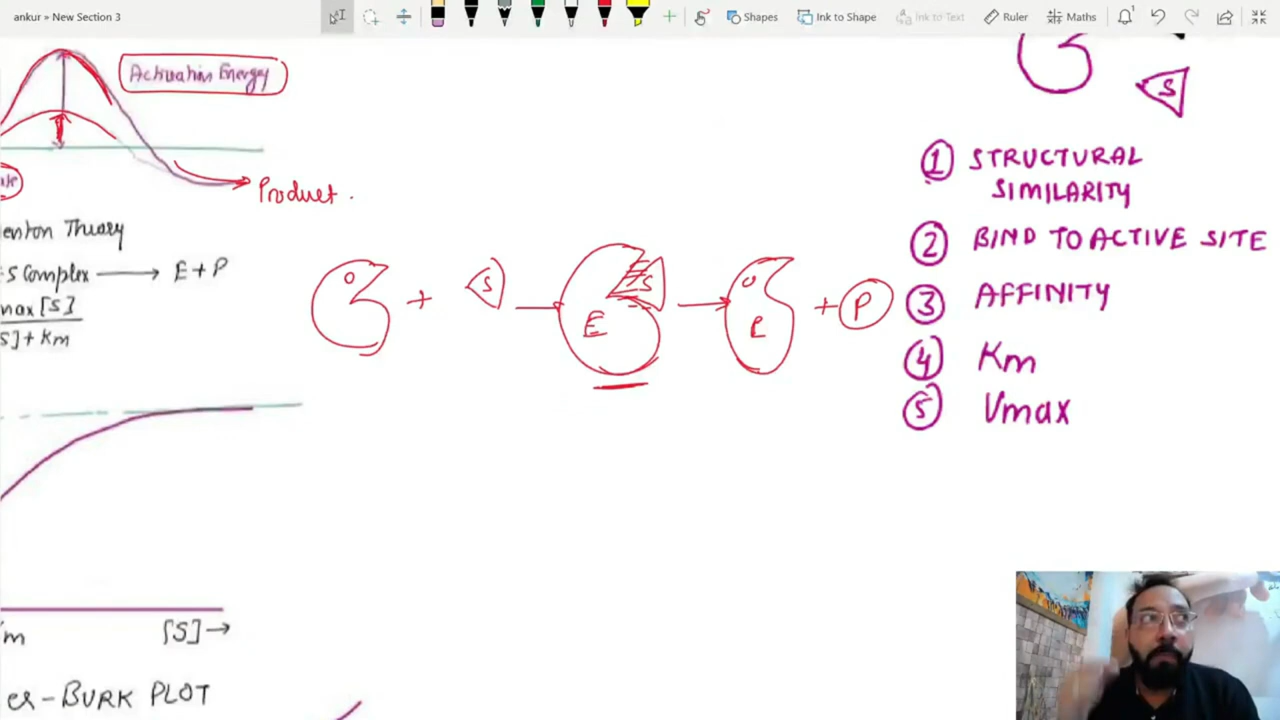 ankur » New Section 3
Shapes
Ink to Shape
Ink to Text
Ruler
Maths
Activation Energy
Product.
enton Theory
s Complex → E + P
max [S]
s] + Km
+ S → E S → E + P
S
① STRUCTURAL
SIMILARITY
② BIND TO ACTIVE SITE
③ AFFINITY
④ Km
⑤ Vmax
m [S] →
er - BURK PLOT